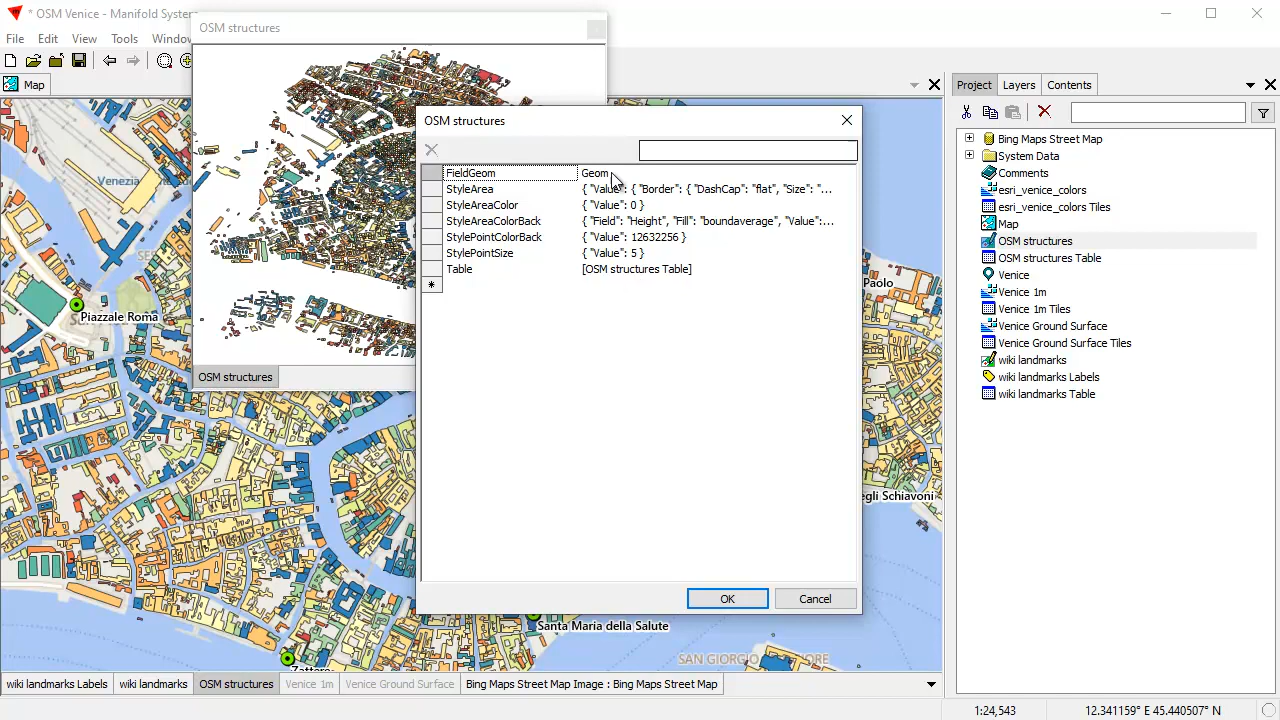 * OSM Venice - Manifold System
File Edit View Tools Window
Map
OSM structures
OSM structures
FieldGeom Geom
StyleArea { "Value": { "Border": { "DashCap": "flat", "Size": "...
StyleAreaColor { "Value": 0 }
StyleAreaColorBack { "Field": "Height", "Fill": "boundaverage", "Value":...
StylePointColorBack { "Value": 12632256 }
StylePointSize { "Value": 5 }
Table [OSM structures Table]
*
OK Cancel
OSM structures
Venezia
Piazzale Roma
Paolo
egli Schiavoni
Santa Maria della Salute
Zattere
SAN GIORGIO
ORE
Project Layers Contents
Bing Maps Street Map
System Data
Comments
esri_venice_colors
esri_venice_colors Tiles
Map
OSM structures
OSM structures Table
Venice
Venice 1m
Venice 1m Tiles
Venice Ground Surface
Venice Ground Surface Tiles
wiki landmarks
wiki landmarks Labels
wiki landmarks Table
wiki landmarks Labels wiki landmarks OSM structures Venice 1m Venice Ground Surface Bing Maps Street Map Image : Bing Maps Street Map
1:24,543 12.341159° E 45.440507° N